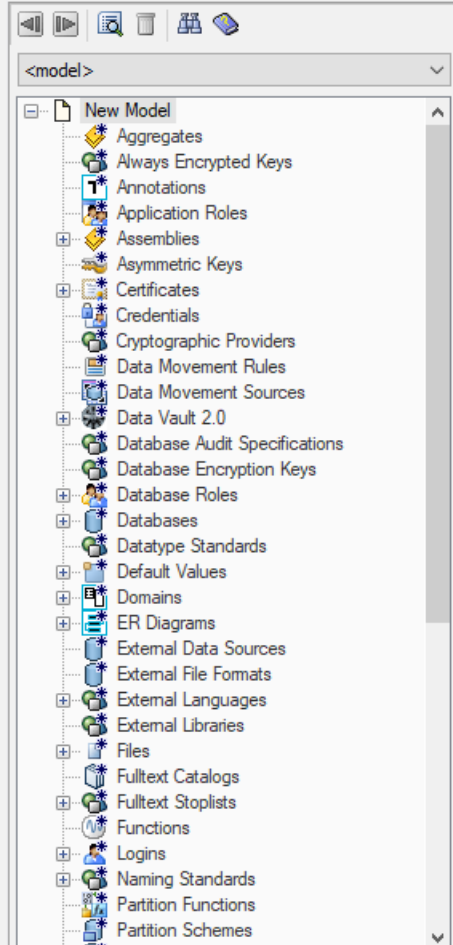 <model>
New Model
Aggregates
Always Encrypted Keys
Annotations
Application Roles
Assemblies
Asymmetric Keys
Certificates
Credentials
Cryptographic Providers
Data Movement Rules
Data Movement Sources
Data Vault 2.0
Database Audit Specifications
Database Encryption Keys
Database Roles
Databases
Datatype Standards
Default Values
Domains
ER Diagrams
External Data Sources
External File Formats
External Languages
External Libraries
Files
Fulltext Catalogs
Fulltext Stoplists
Functions
Logins
Naming Standards
Partition Functions
Partition Schemes